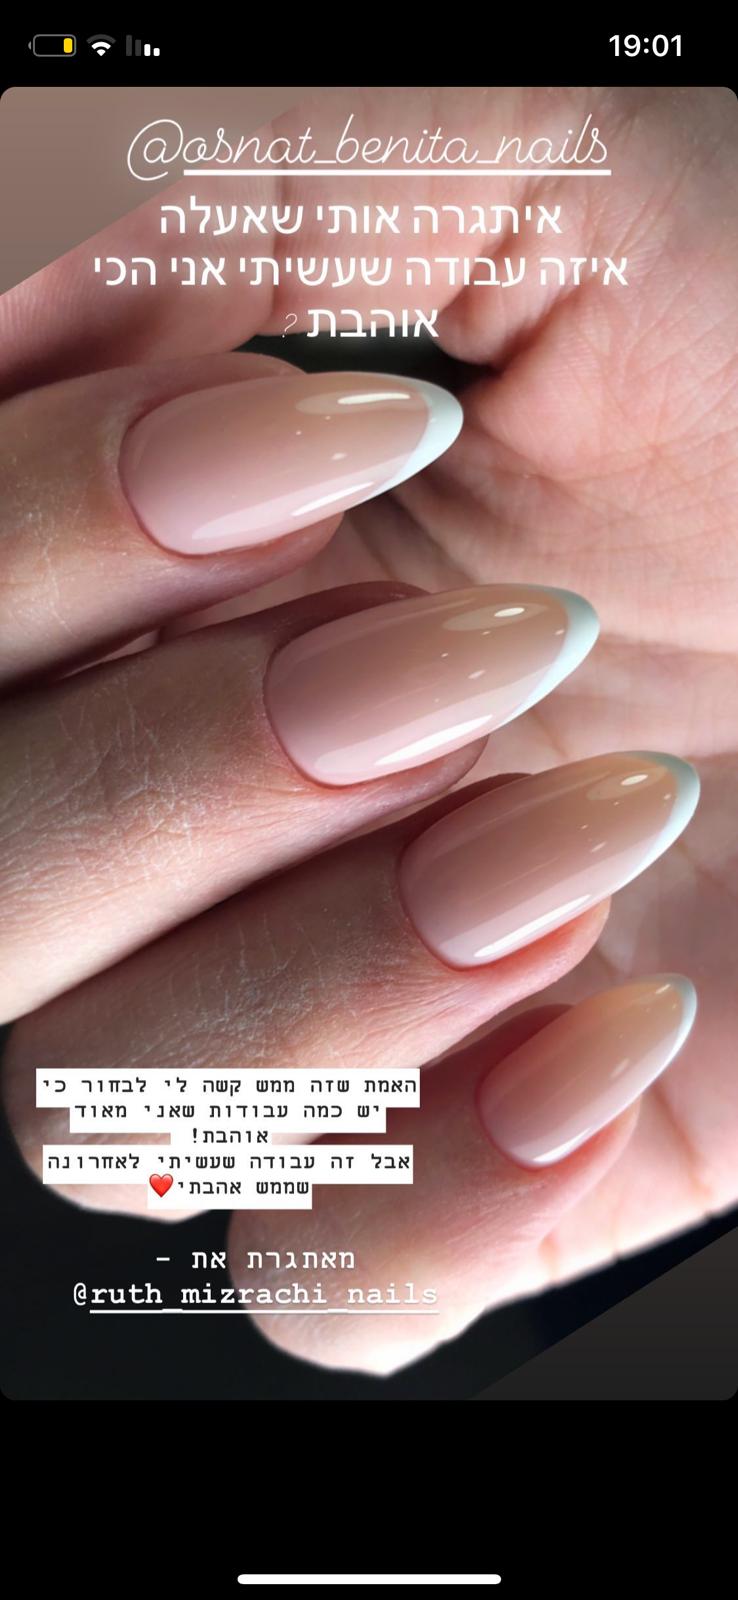 19:01
@osnat_benita_nails
איתגרה אותי שאעלה
איזה עבודה שעשיתי אני הכי
אוהבת ?
האמת שזה ממש קשה לי לבחור כי
יש כמה עבודות שאני מאוד
אוהבת!
אבל זה עבודה שעשיתי לאחרונה
שממש אהבתי❤️
מאתגרת את -
@ruth_mizrachi_nails